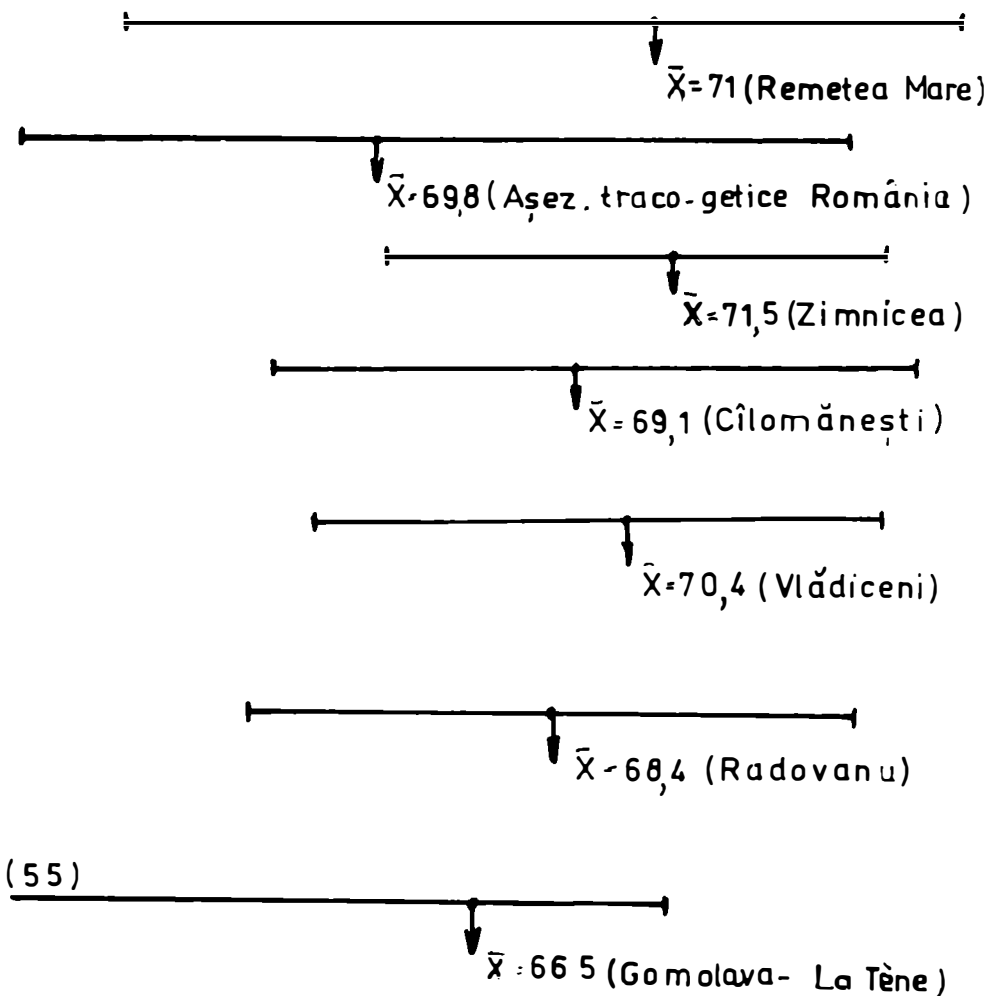 X̄=71 (Remetea Mare)
X̄=69,8 (Așez. traco-getice România)
X̄=71,5 (Zimnicea)
X̄=69,1 (Cîlomănești)
X̄=70,4 (Vlădiceni)
X̄-68,4 (Radovanu)
(55)
X̄=66 5 (Gomolava- La Tène)